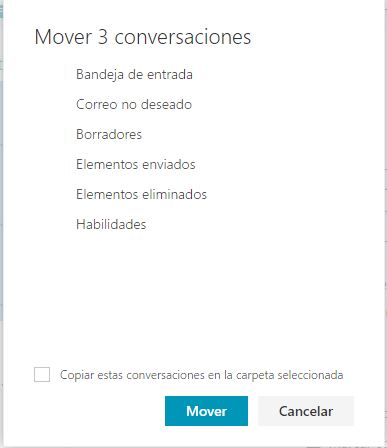 Mover 3 conversaciones
Bandeja de entrada
Correo no deseado
Borradores
Elementos enviados
Elementos eliminados
Habilidades
Copiar estas conversaciones en la carpeta seleccionada
Mover Cancelar